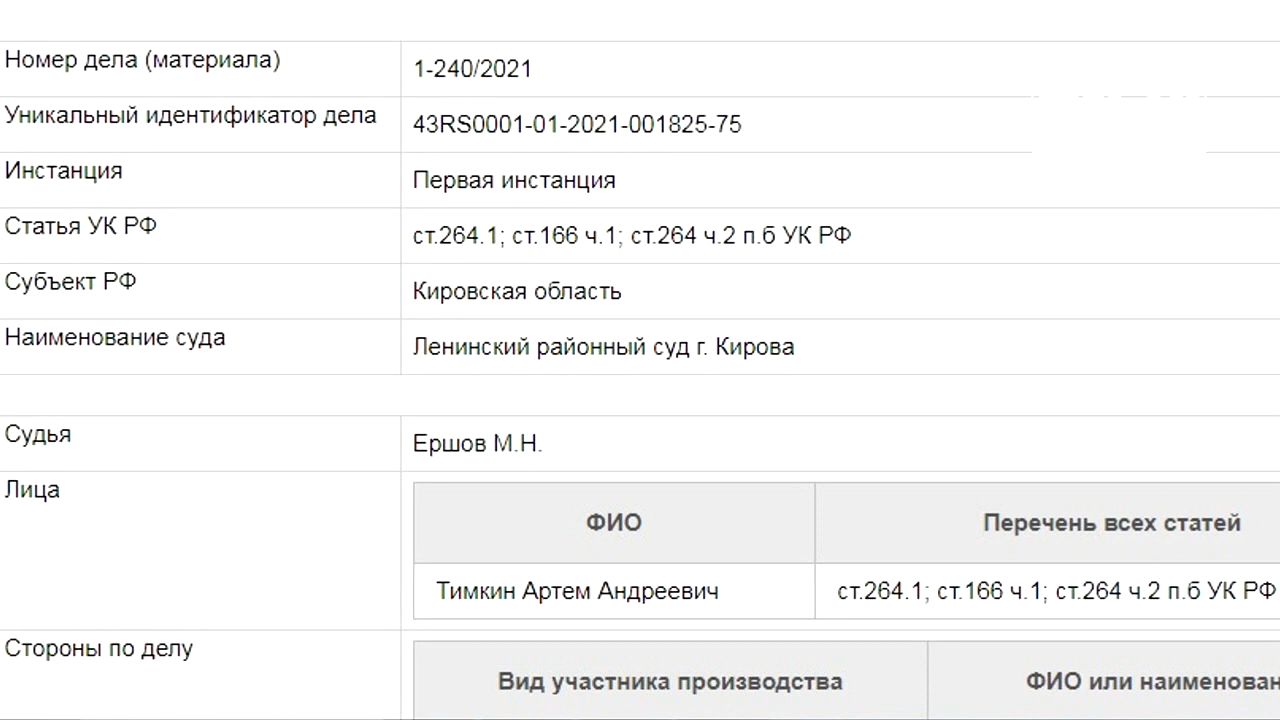 Номер дела (материала)
1-240/2021
Уникальный идентификатор дела
43RS0001-01-2021-001825-75
Инстанция
Первая инстанция
Статья УК РФ
ст.264.1; ст.166 ч.1; ст.264 ч.2 п.б УК РФ
Субъект РФ
Кировская область
Наименование суда
Ленинский районный суд г. Кирова
Судья
Ершов М.Н.
Лица
ФИО
Перечень всех статей
Тимкин Артем Андреевич
ст.264.1; ст.166 ч.1; ст.264 ч.2 п.б УК РФ
Стороны по делу
Вид участника производства
ФИО или наименован